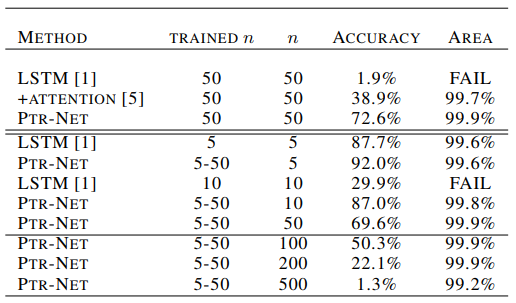 METHOD TRAINED n n ACCURACY AREA
LSTM [1] 50 50 1.9% FAIL
+ATTENTION [5] 50 50 38.9% 99.7%
PTR-NET 50 50 72.6% 99.9%
LSTM [1] 5 5 87.7% 99.6%
PTR-NET 5-50 5 92.0% 99.6%
LSTM [1] 10 10 29.9% FAIL
PTR-NET 5-50 10 87.0% 99.8%
PTR-NET 5-50 50 69.6% 99.9%
PTR-NET 5-50 100 50.3% 99.9%
PTR-NET 5-50 200 22.1% 99.9%
PTR-NET 5-50 500 1.3% 99.2%